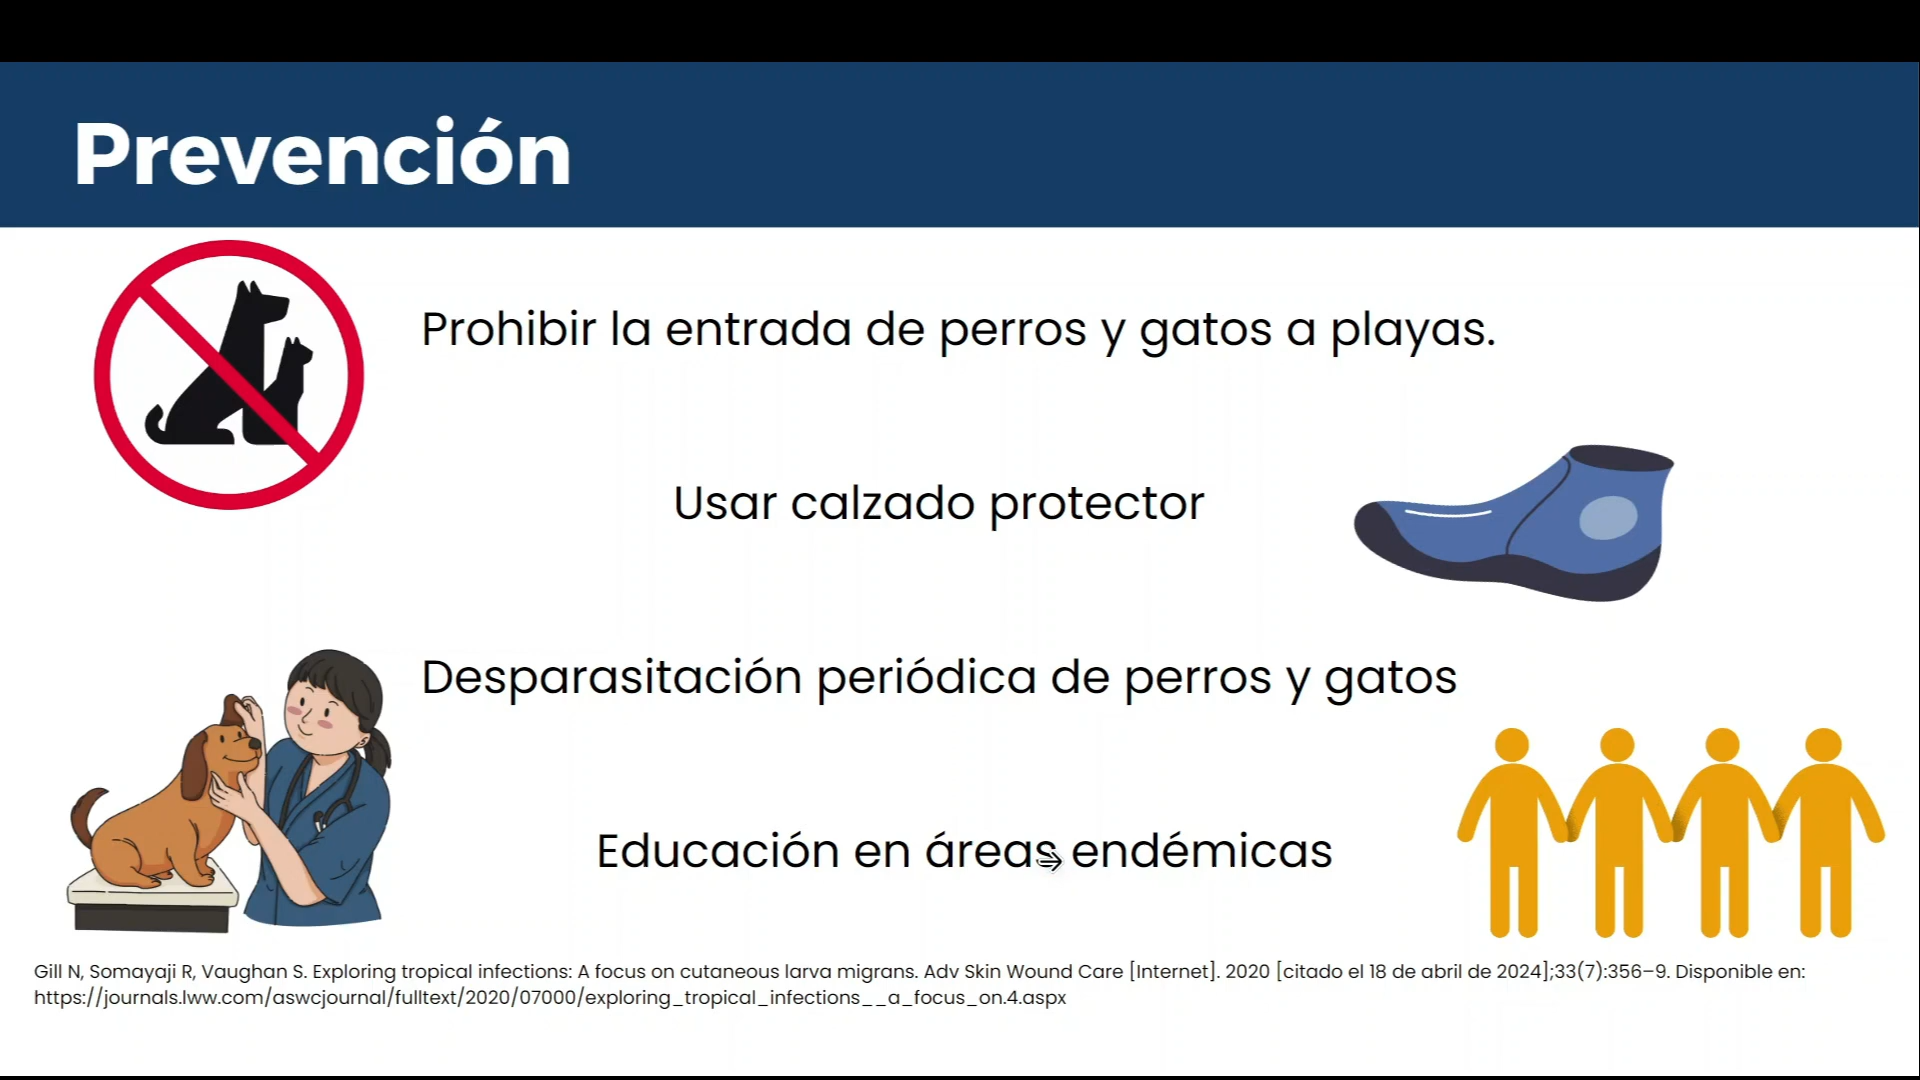 Prevención
Prohibir la entrada de perros y gatos a playas.
Usar calzado protector
Desparasitación periódica de perros y gatos
Educación en áreas endémicas
Gill N, Somayaji R, Vaughan S. Exploring tropical infections: A focus on cutaneous larva migrans. Adv Skin Wound Care [Internet]. 2020 [citado el 18 de abril de 2024];33(7):356–9. Disponible en:
https://journals.lww.com/aswcjournal/fulltext/2020/07000/exploring_tropical_infections__a_focus_on.4.aspx